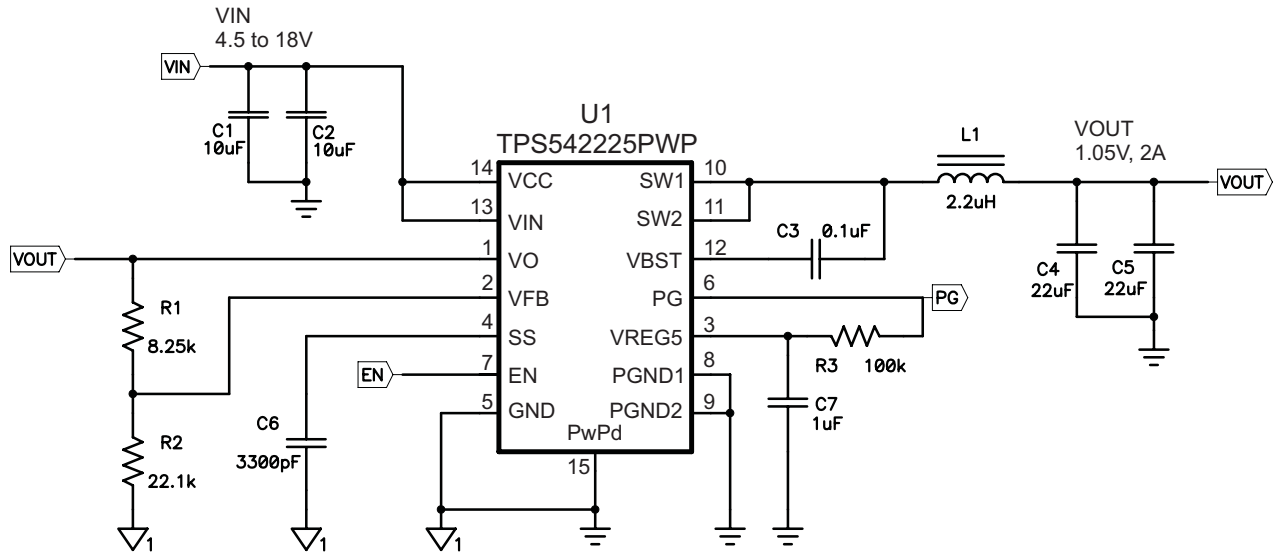 VIN
4.5 to 18V
VIN
C1
10uF
C2
10uF
U1
TPS542225PWP
14
VCC
13
VIN
1
VO
2
VFB
4
SS
7
EN
5
GND
PwPd
15
SW1
10
SW2
11
VBST
12
PG
6
VREG5
3
PGND1
8
PGND2
9
L1
2.2uH
VOUT
1.05V, 2A
VOUT
C3
0.1uF
C4
22uF
C5
22uF
PG
R3
100k
C7
1uF
VOUT
R1
8.25k
R2
22.1k
EN
C6
3300pF
1
1
1